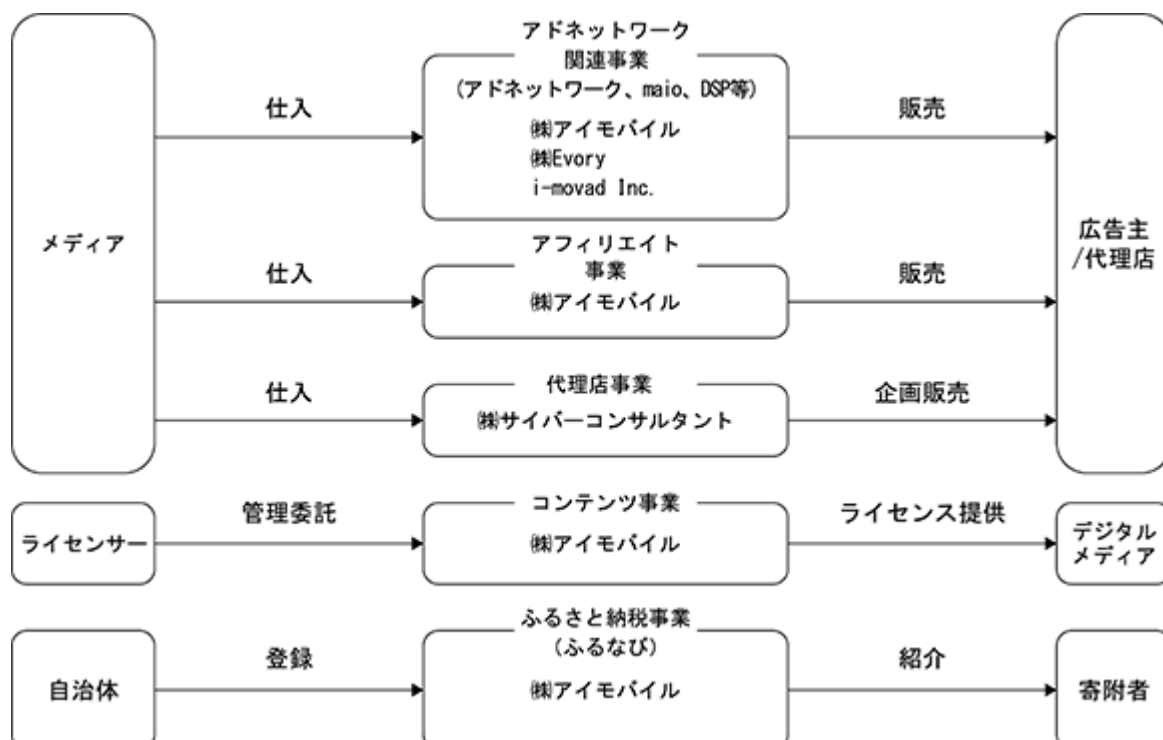 アドネットワーク
関連事業
(アドネットワーク、maio、DSP等)
仕入
㈱アイモバイル
㈱Evory
i-movad Inc.
販売
メディア
広告主
/代理店
アフィリエイト
事業
仕入
㈱アイモバイル
販売
代理店事業
仕入
㈱サイバーコンサルタント
企画販売
コンテンツ事業
ライセンサー
管理委託
㈱アイモバイル
ライセンス提供
デジタル
メディア
ふるさと納税事業
(ふるなび)
自治体
登録
㈱アイモバイル
紹介
寄附者